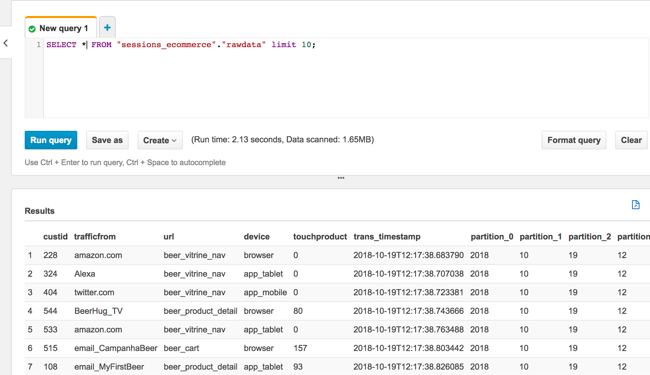 New query 1
+
1 SELECT * FROM "sessions_ecommerce"."rawdata" limit 10;
Run query Save as Create (Run time: 2.13 seconds, Data scanned: 1.65MB) Format query Clear
Use Ctrl + Enter to run query, Ctrl + Space to autocomplete
Results
custid trafficfrom url device touchproduct trans_timestamp partition_0 partition_1 partition_2 partition
1 228 amazon.com beer_vitrine_nav browser 0 2018-10-19T12:17:38.683790 2018 10 19 12
2 324 Alexa beer_vitrine_nav app_tablet 0 2018-10-19T12:17:38.707038 2018 10 19 12
3 404 twitter.com beer_vitrine_nav app_mobile 0 2018-10-19T12:17:38.723381 2018 10 19 12
4 544 BeerHug_TV beer_product_detail browser 80 2018-10-19T12:17:38.743666 2018 10 19 12
5 533 amazon.com beer_vitrine_nav app_tablet 0 2018-10-19T12:17:38.763488 2018 10 19 12
6 515 email_CampanhaBeer beer_cart browser 157 2018-10-19T12:17:38.803442 2018 10 19 12
7 108 email_MyFirstBeer beer_product_detail app_tablet 93 2018-10-19T12:17:38.826085 2018 10 19 12